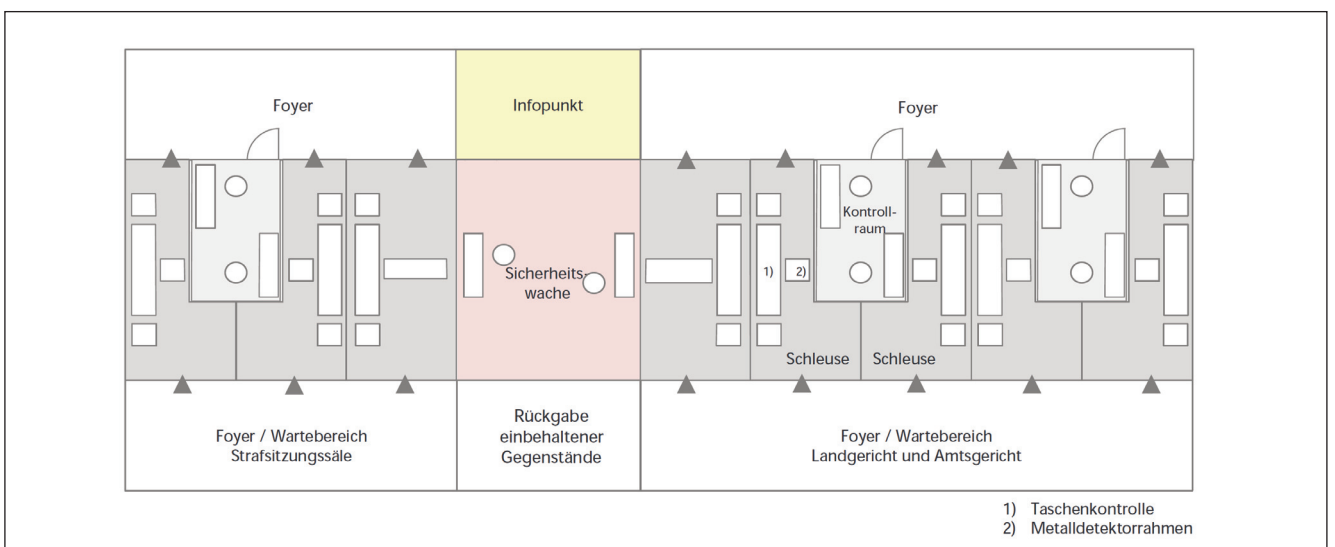 Foyer
Infopunkt
Foyer
Kontroll-
raum
Sicherheits-
wache
1)
2)
Schleuse
Schleuse
Foyer / Wartebereich
Strafsitzungssäle
Rückgabe
einbehaltener
Gegenstände
Foyer / Wartebereich
Landgericht und Amtsgericht
1) Taschenkontrolle
2) Metalldetektorrahmen